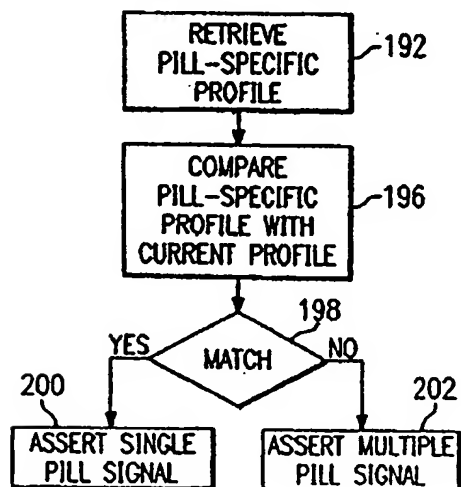 RETRIEVE
PILL-SPECIFIC
PROFILE
192
COMPARE
PILL-SPECIFIC
PROFILE WITH
CURRENT PROFILE
196
198
YES
MATCH
NO
200
202
ASSERT SINGLE
PILL SIGNAL
ASSERT MULTIPLE
PILL SIGNAL